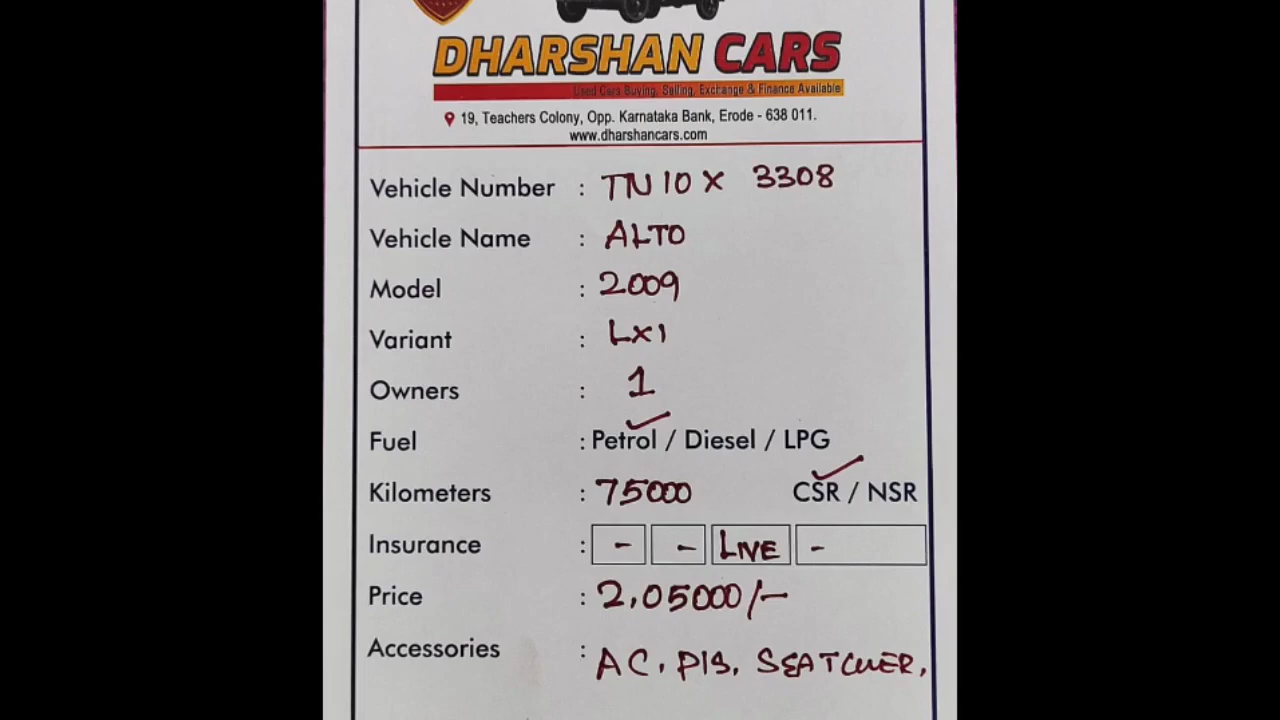 DHARSHAN CARS
Used Cars Buying, Selling, Exchange & Finance Available
19, Teachers Colony, Opp. Karnataka Bank, Erode - 638 011.
www.dharshancars.com
Vehicle Number : TN 10 X 3308
Vehicle Name : ALTO
Model : 2009
Variant : LXI
Owners : 1
Fuel : Petrol / Diesel / LPG
Kilometers : 75000 CSR / NSR
Insurance : - - LIVE -
Price : 2,05000/-
Accessories : AC, P/S, SEATCOVER,